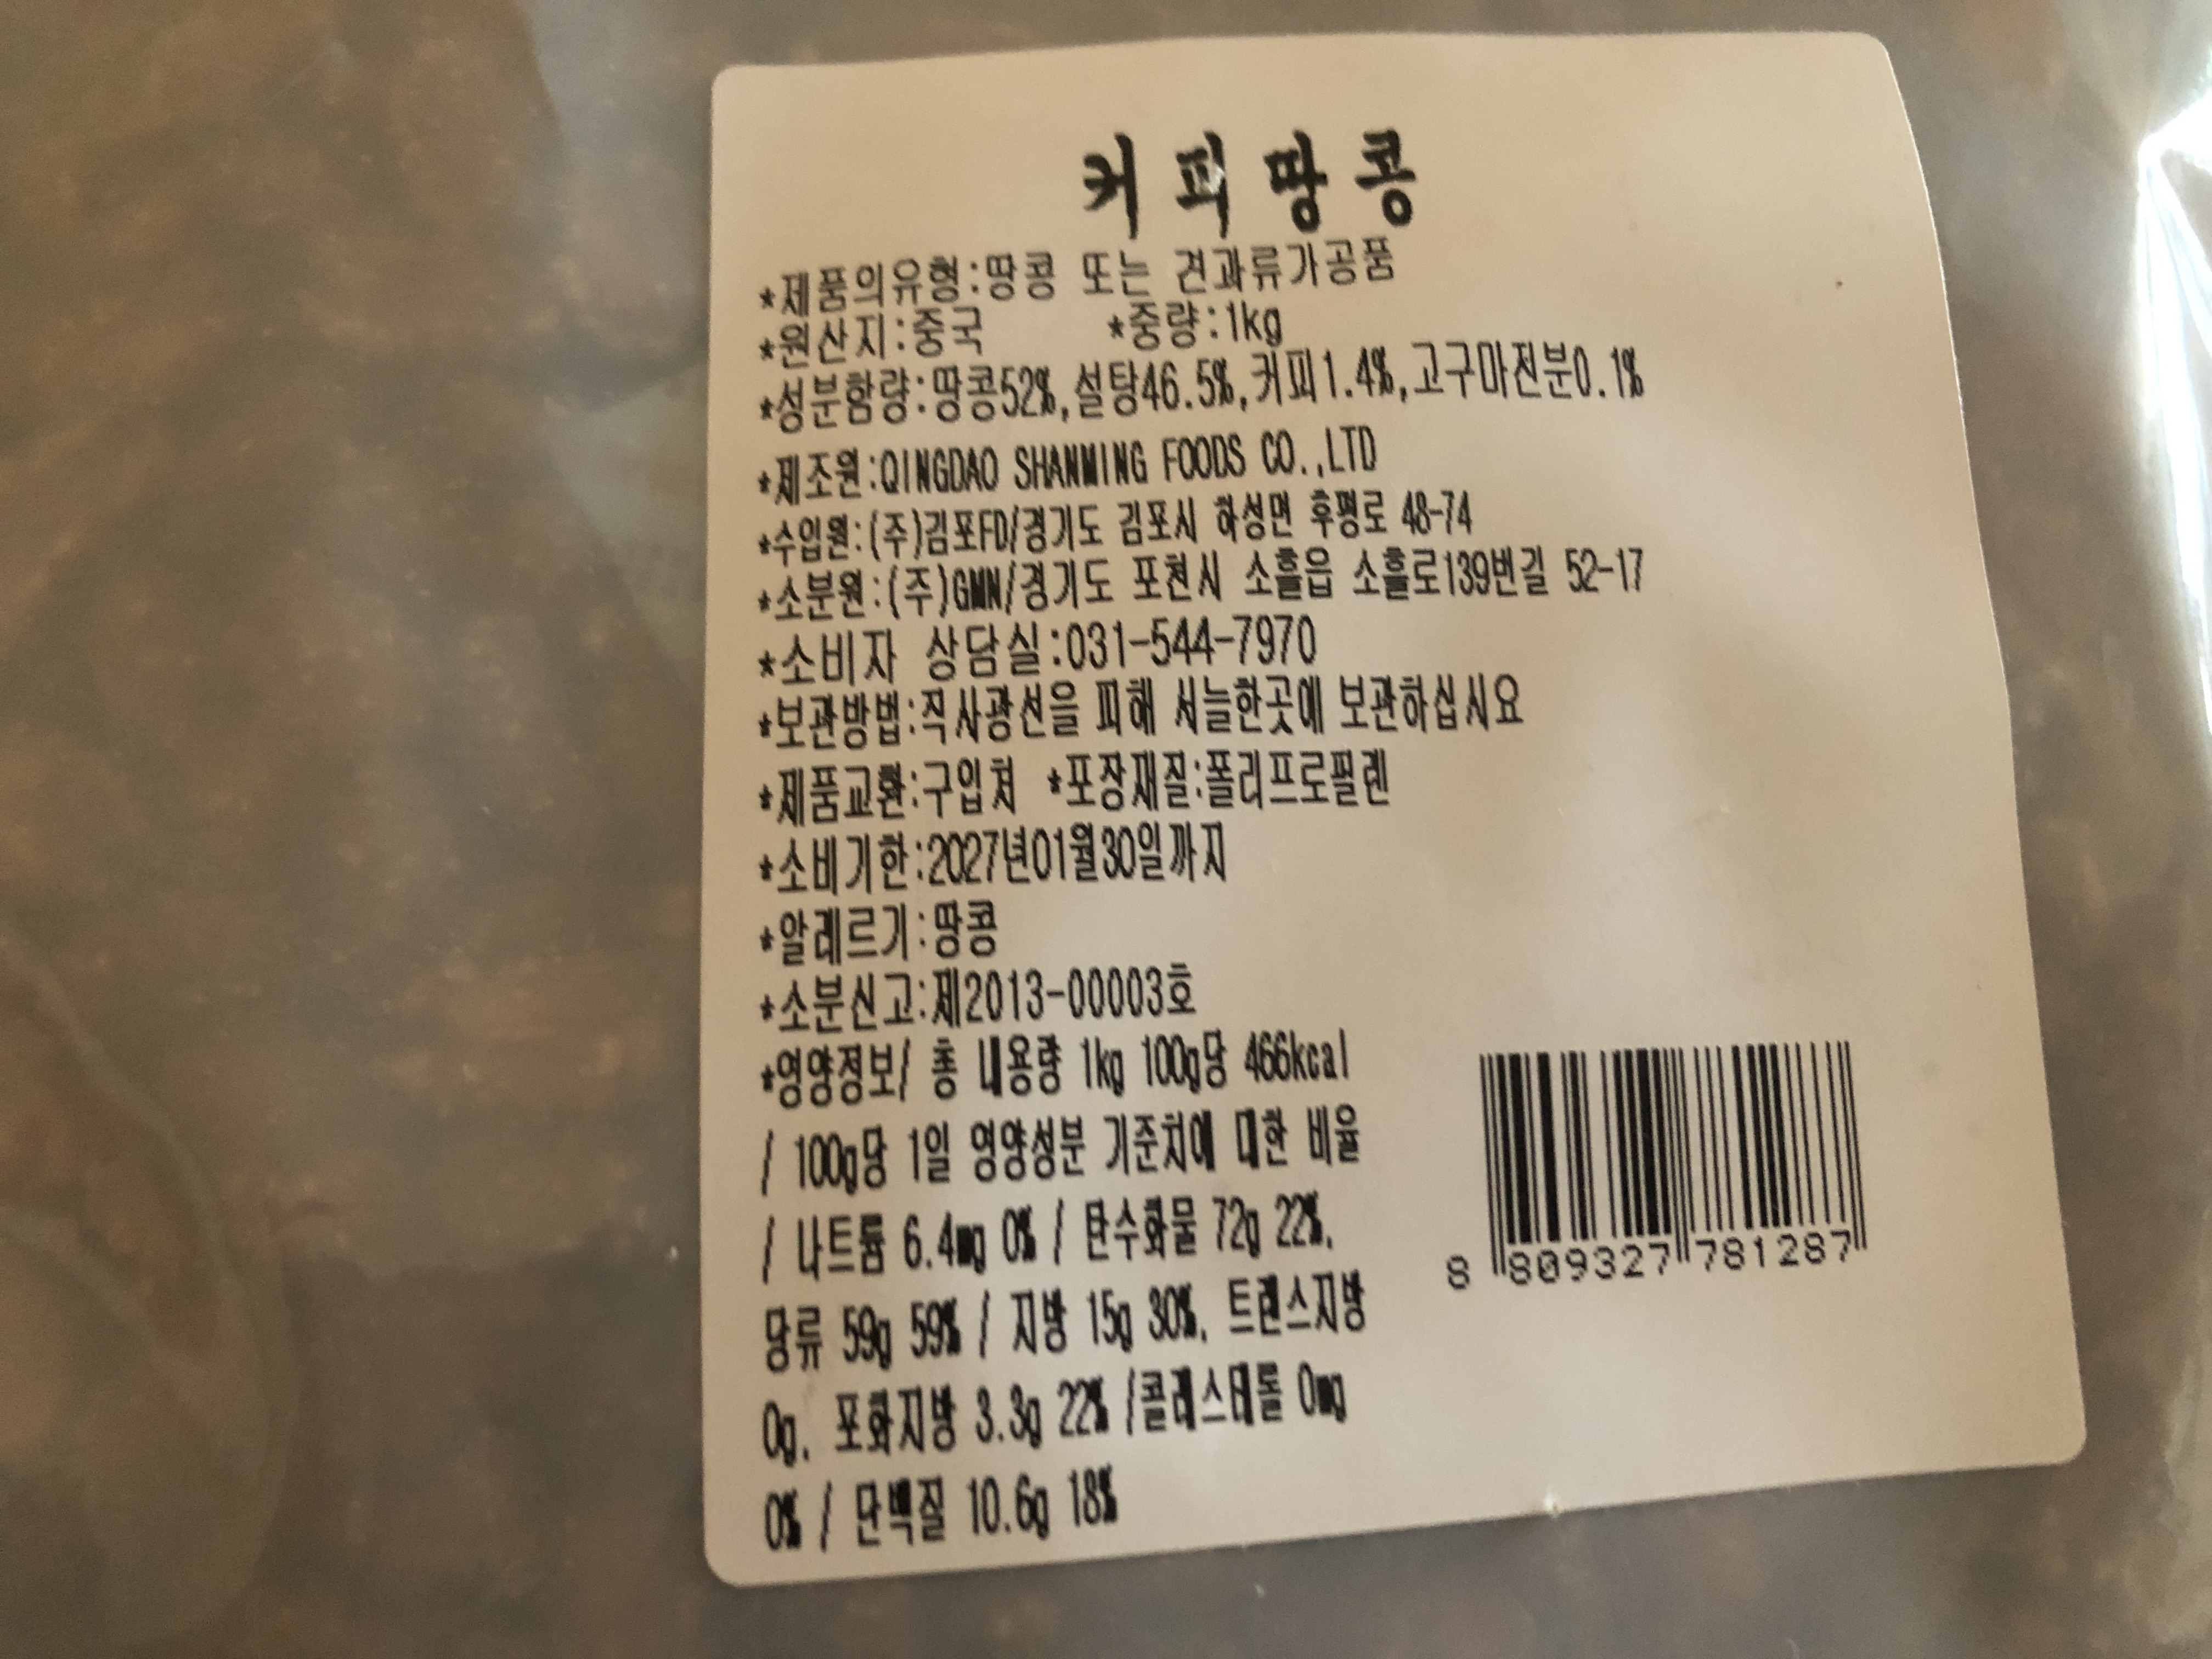 커피땅콩
*제품의유형:땅콩 또는 견과류가공품
*원산지:중국 *중량:1kg
*성분함량:땅콩52%,설탕46.5%,커피1.4%,고구마전분0.1%
*제조원:QINGDAO SHANMING FOODS CO.,LTD
*수입원:(주)김포FD/경기도 김포시 하성면 후평로 48-74
*소분원:(주)GMN/경기도 포천시 소흘읍 소흘로139번길 52-17
*소비자 상담실:031-544-7970
*보관방법:직사광선을 피해 서늘한곳에 보관하십시요
*제품교환:구입처 *포장재질:폴리프로필렌
*소비기한:2027년01월30일까지
*알레르기:땅콩
*소분신고:제2013-00003호
*영양정보/ 총 내용량 1kg 100g당 466kcal
/ 100g당 1일 영양성분 기준치에 대한 비율
/ 나트륨 6.4mg 0% / 탄수화물 72g 22%,
당류 59g 59% / 지방 15g 30%, 트랜스지방
0g, 포화지방 3.3g 22% /콜레스테롤 0mg
0% / 단백질 10.6g 18%
8 809327 781287